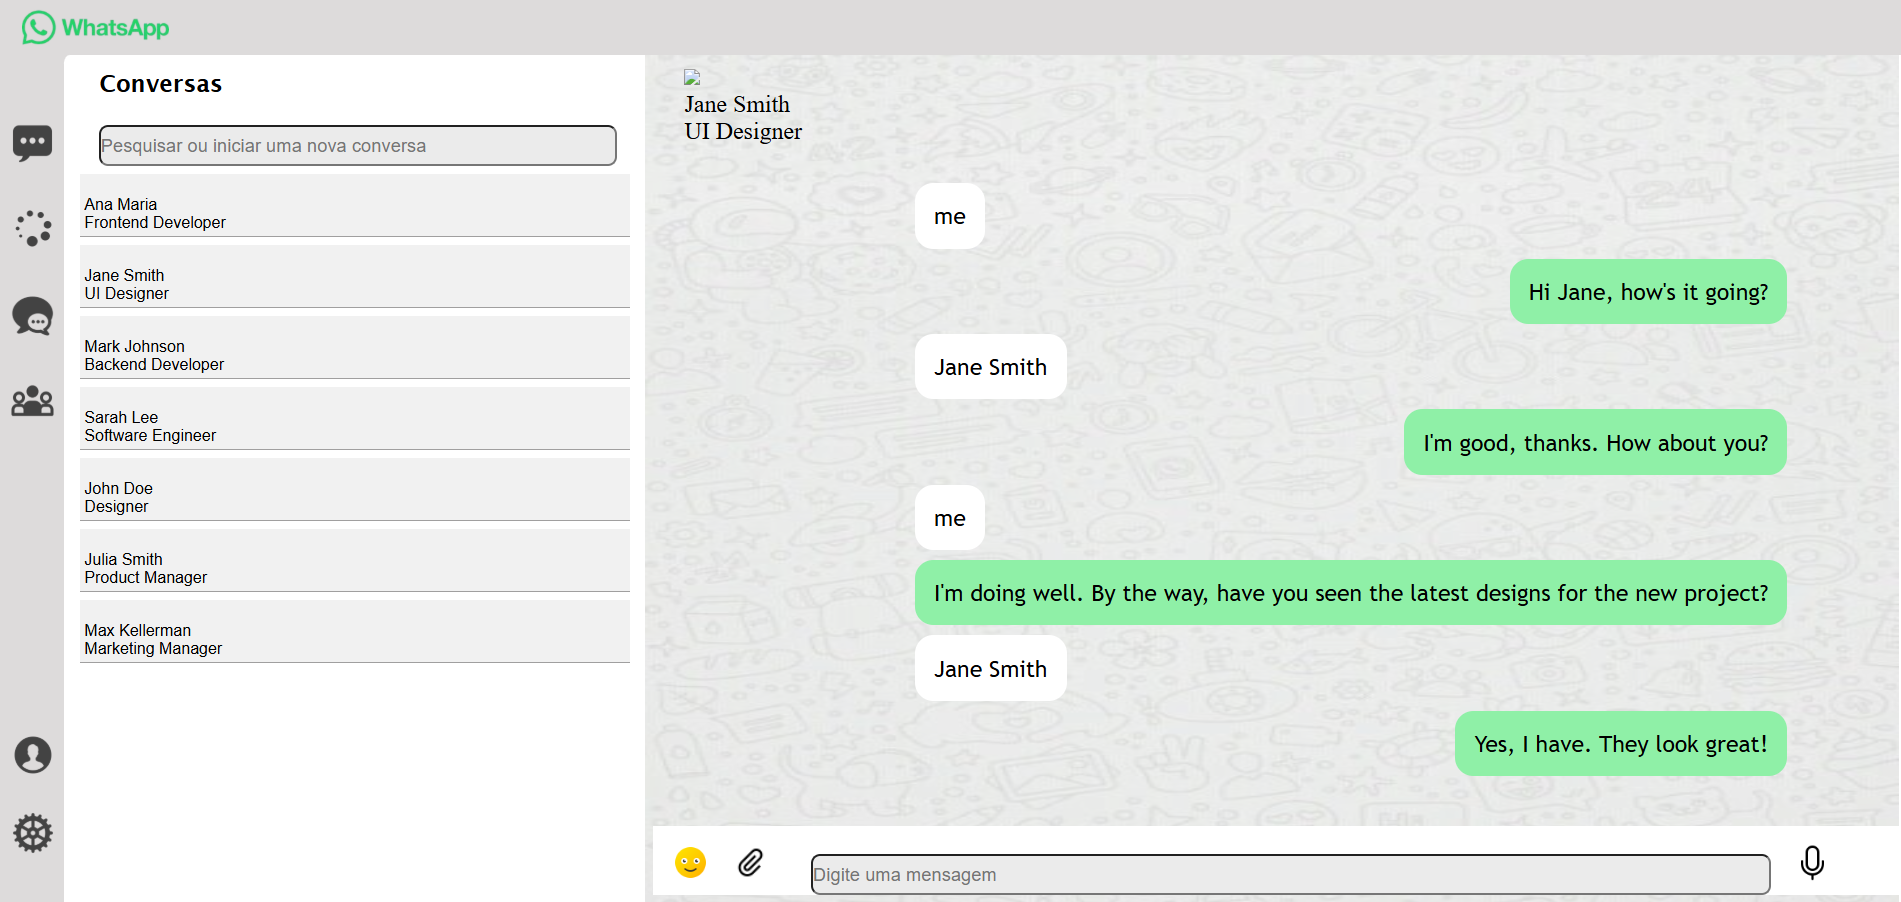 WhatsApp
Conversas
Pesquisar ou iniciar uma nova conversa
Ana Maria
Frontend Developer
Jane Smith
UI Designer
Mark Johnson
Backend Developer
Sarah Lee
Software Engineer
John Doe
Designer
Julia Smith
Product Manager
Max Kellerman
Marketing Manager
Jane Smith
UI Designer
me
Hi Jane, how's it going?
Jane Smith
I'm good, thanks. How about you?
me
I'm doing well. By the way, have you seen the latest designs for the new project?
Jane Smith
Yes, I have. They look great!
Digite uma mensagem